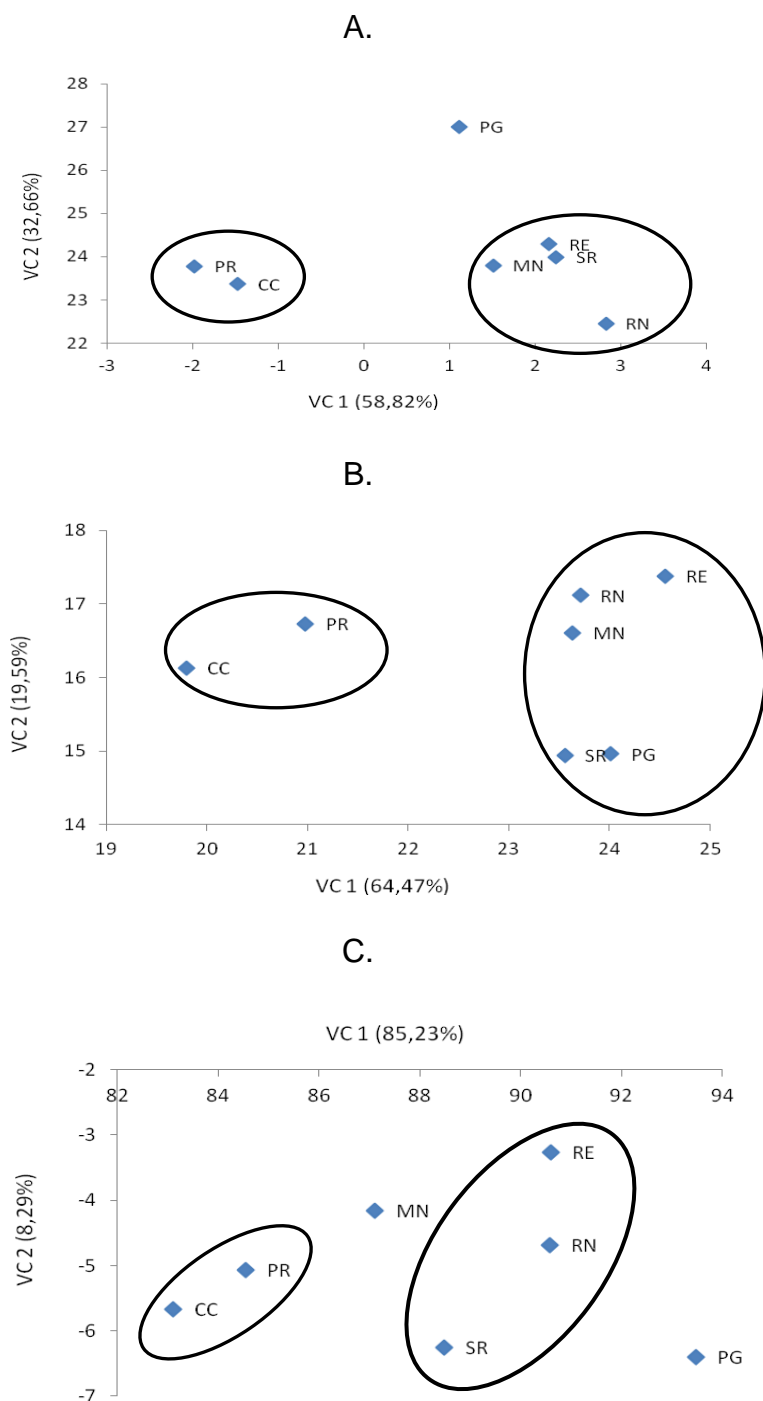 A.
28
27
PG
26
VC 2 (32,66%)
25
RE
24
PR
MN
SR
CC
23
RN
22
-3 -2 -1 0 1 2 3 4
VC 1 (58,82%)
B.
18
RE
RN
17
PR
MN
VC 2 (19,59%)
16
CC
15
SR
PG
14
19 20 21 22 23 24 25
VC 1 (64,47%)
C.
VC 1 (85,23%)
-2
82 84 86 88 90 92 94
-3
RE
-4
MN
VC 2 (8,29%)
RN
-5
PR
CC
-6
SR
PG
-7